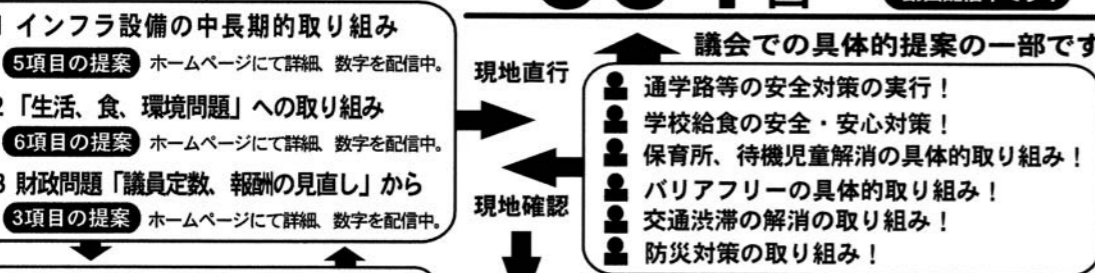 インフラ設備の中長期的取り組み
5項目の提案 ホームページにて詳細、数字を配信中。
2 「生活、食、環境問題」への取り組み
6項目の提案 ホームページにて詳細、数字を配信中。
3 財政問題「議員定数、報酬の見直し」から
3項目の提案 ホームページにて詳細、数字を配信中。
現地直行
現地確認
議会での具体的提案の一部です
通学路等の安全対策の実行！
学校給食の安全・安心対策！
保育所、待機児童解消の具体的取り組み！
バリアフリーの具体的取り組み！
交通渋滞の解消の取り組み！
防災対策の取り組み！